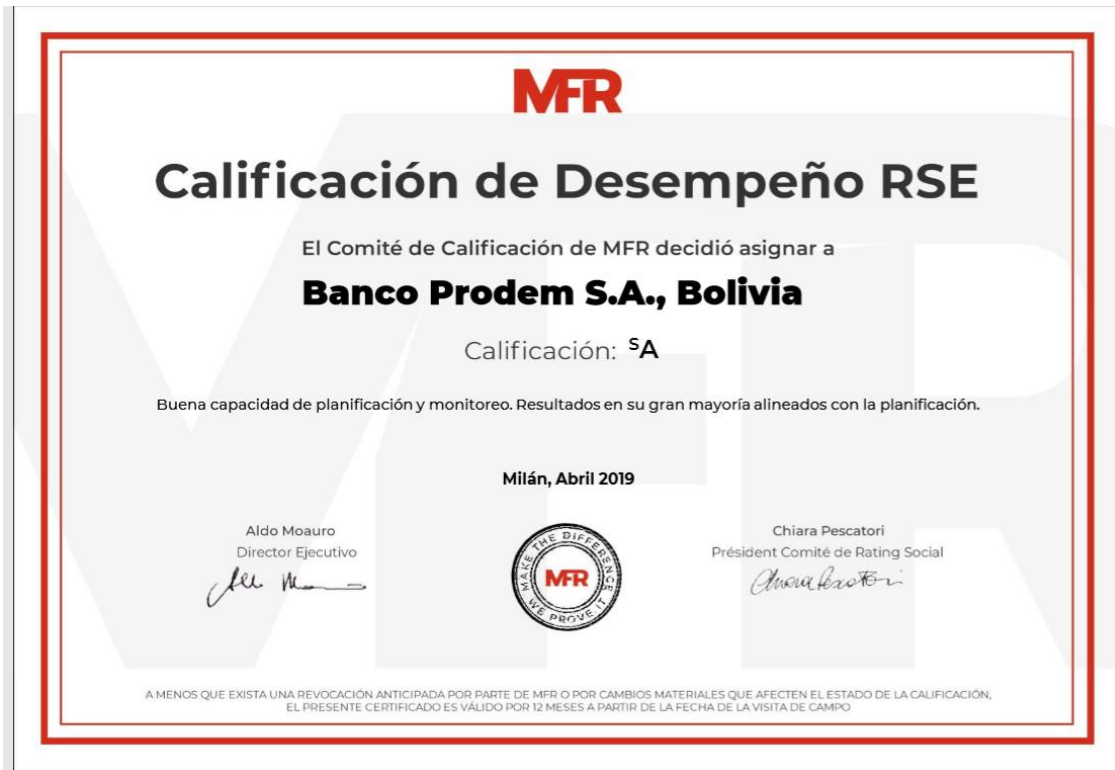 MFR
Calificación de Desempeño RSE
El Comité de Calificación de MFR decidió asignar a
Banco Prodem S.A., Bolivia
Calificación: ˢA
Buena capacidad de planificación y monitoreo. Resultados en su gran mayoría alineados con la planificación.
Milán, Abril 2019
Aldo Moauro
Director Ejecutivo
MAKE THE DIFFERENCE
MFR
WE PROVE IT
Chiara Pescatori
Président Comité de Rating Social
A MENOS QUE EXISTA UNA REVOCACIÓN ANTICIPADA POR PARTE DE MFR O POR CAMBIOS MATERIALES QUE AFECTEN EL ESTADO DE LA CALIFICACIÓN,
EL PRESENTE CERTIFICADO ES VÁLIDO POR 12 MESES A PARTIR DE LA FECHA DE LA VISITA DE CAMPO